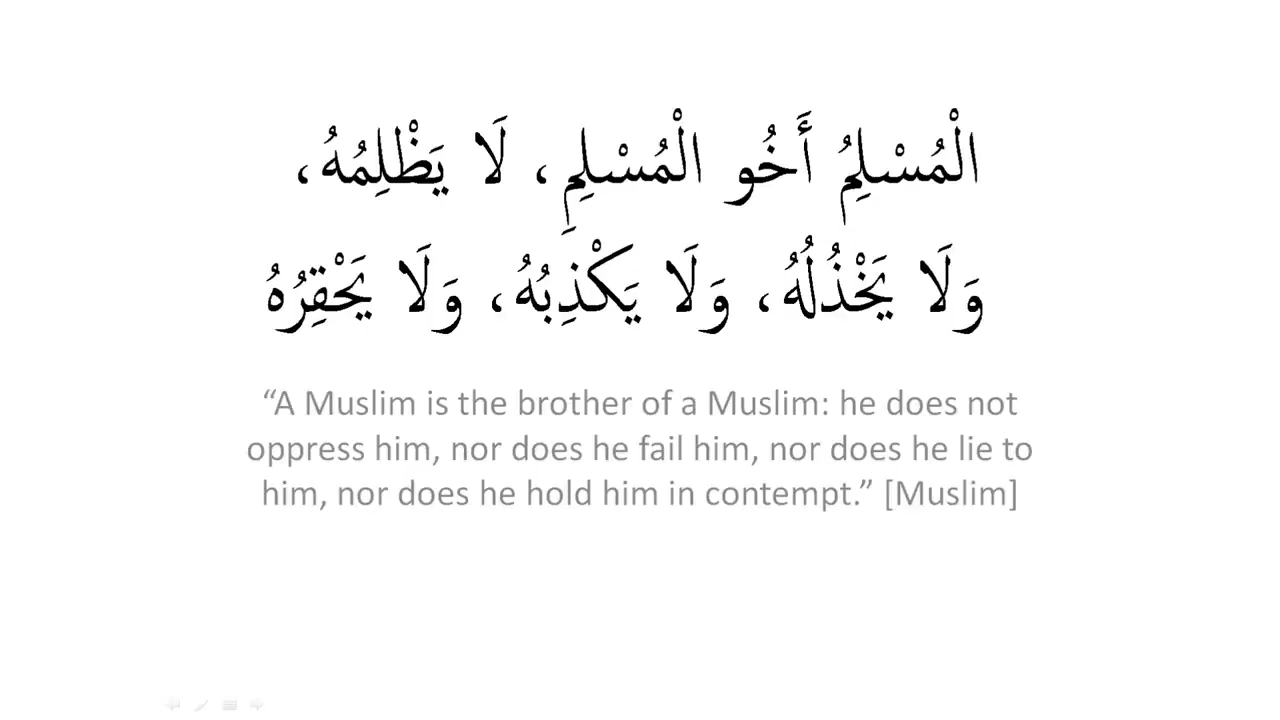 الْمُسْلِمُ أَخُو الْمُسْلِمِ، لَا يَظْلِمُهُ،
وَلَا يَخْذُلُهُ، وَلَا يَكْذِبُهُ، وَلَا يَحْقِرُهُ
“A Muslim is the brother of a Muslim: he does not
oppress him, nor does he fail him, nor does he lie to
him, nor does he hold him in contempt.” [Muslim]